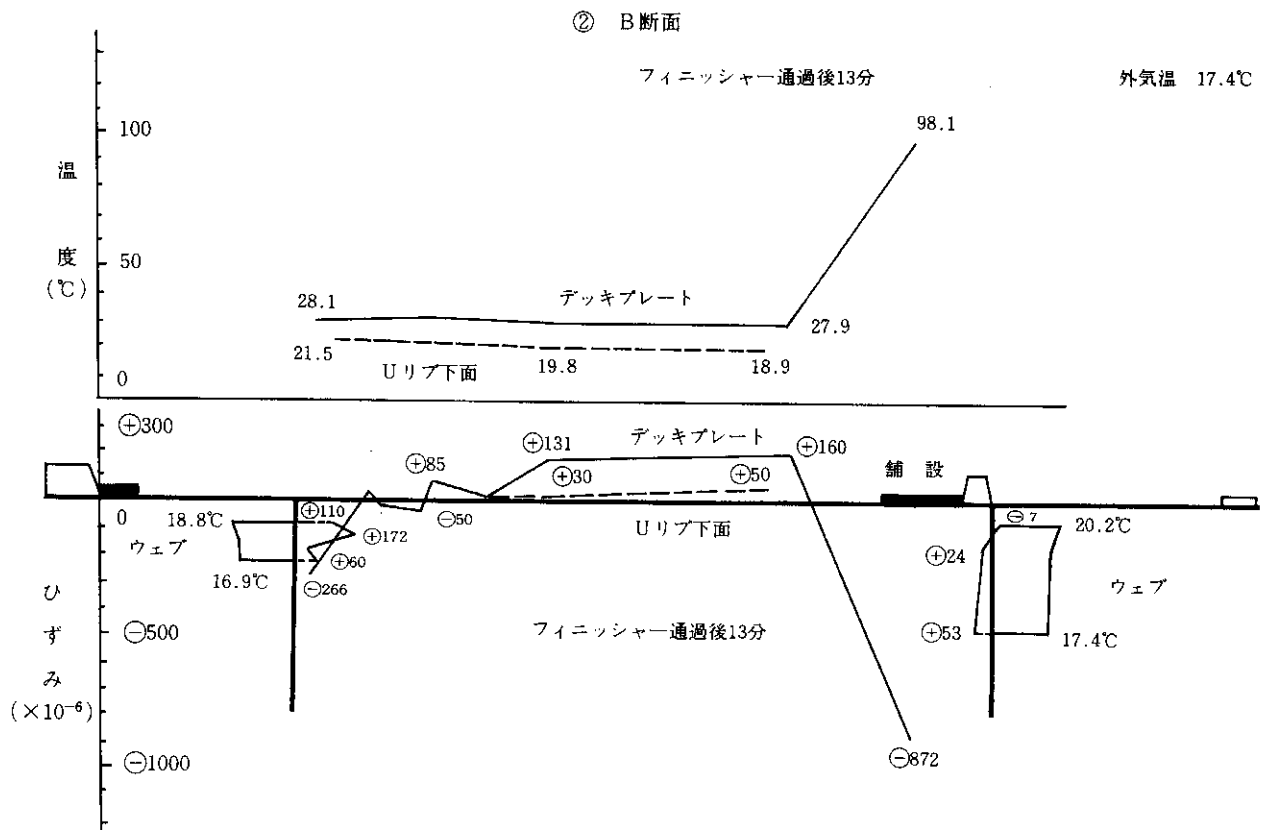 ② B断面
フィニッシャー通過後13分
外気温 17.4℃
100
98.1
温
度
(℃)
50
28.1
デッキプレート
27.9
21.5
19.8
18.9
Uリブ下面
0
⊕300
⊕131
デッキプレート
⊕160
⊕85
⊕30
⊕50
舗設
0
⊕110
⊖50
Uリブ下面
⊖7
18.8℃
20.2℃
ウェブ
⊕172
⊕24
16.9℃
⊕60
ウェブ
⊖266
ひ
ず
み
(×10⁻⁶)
⊖500
フィニッシャー通過後13分
⊕53
17.4℃
⊖872
⊖1000